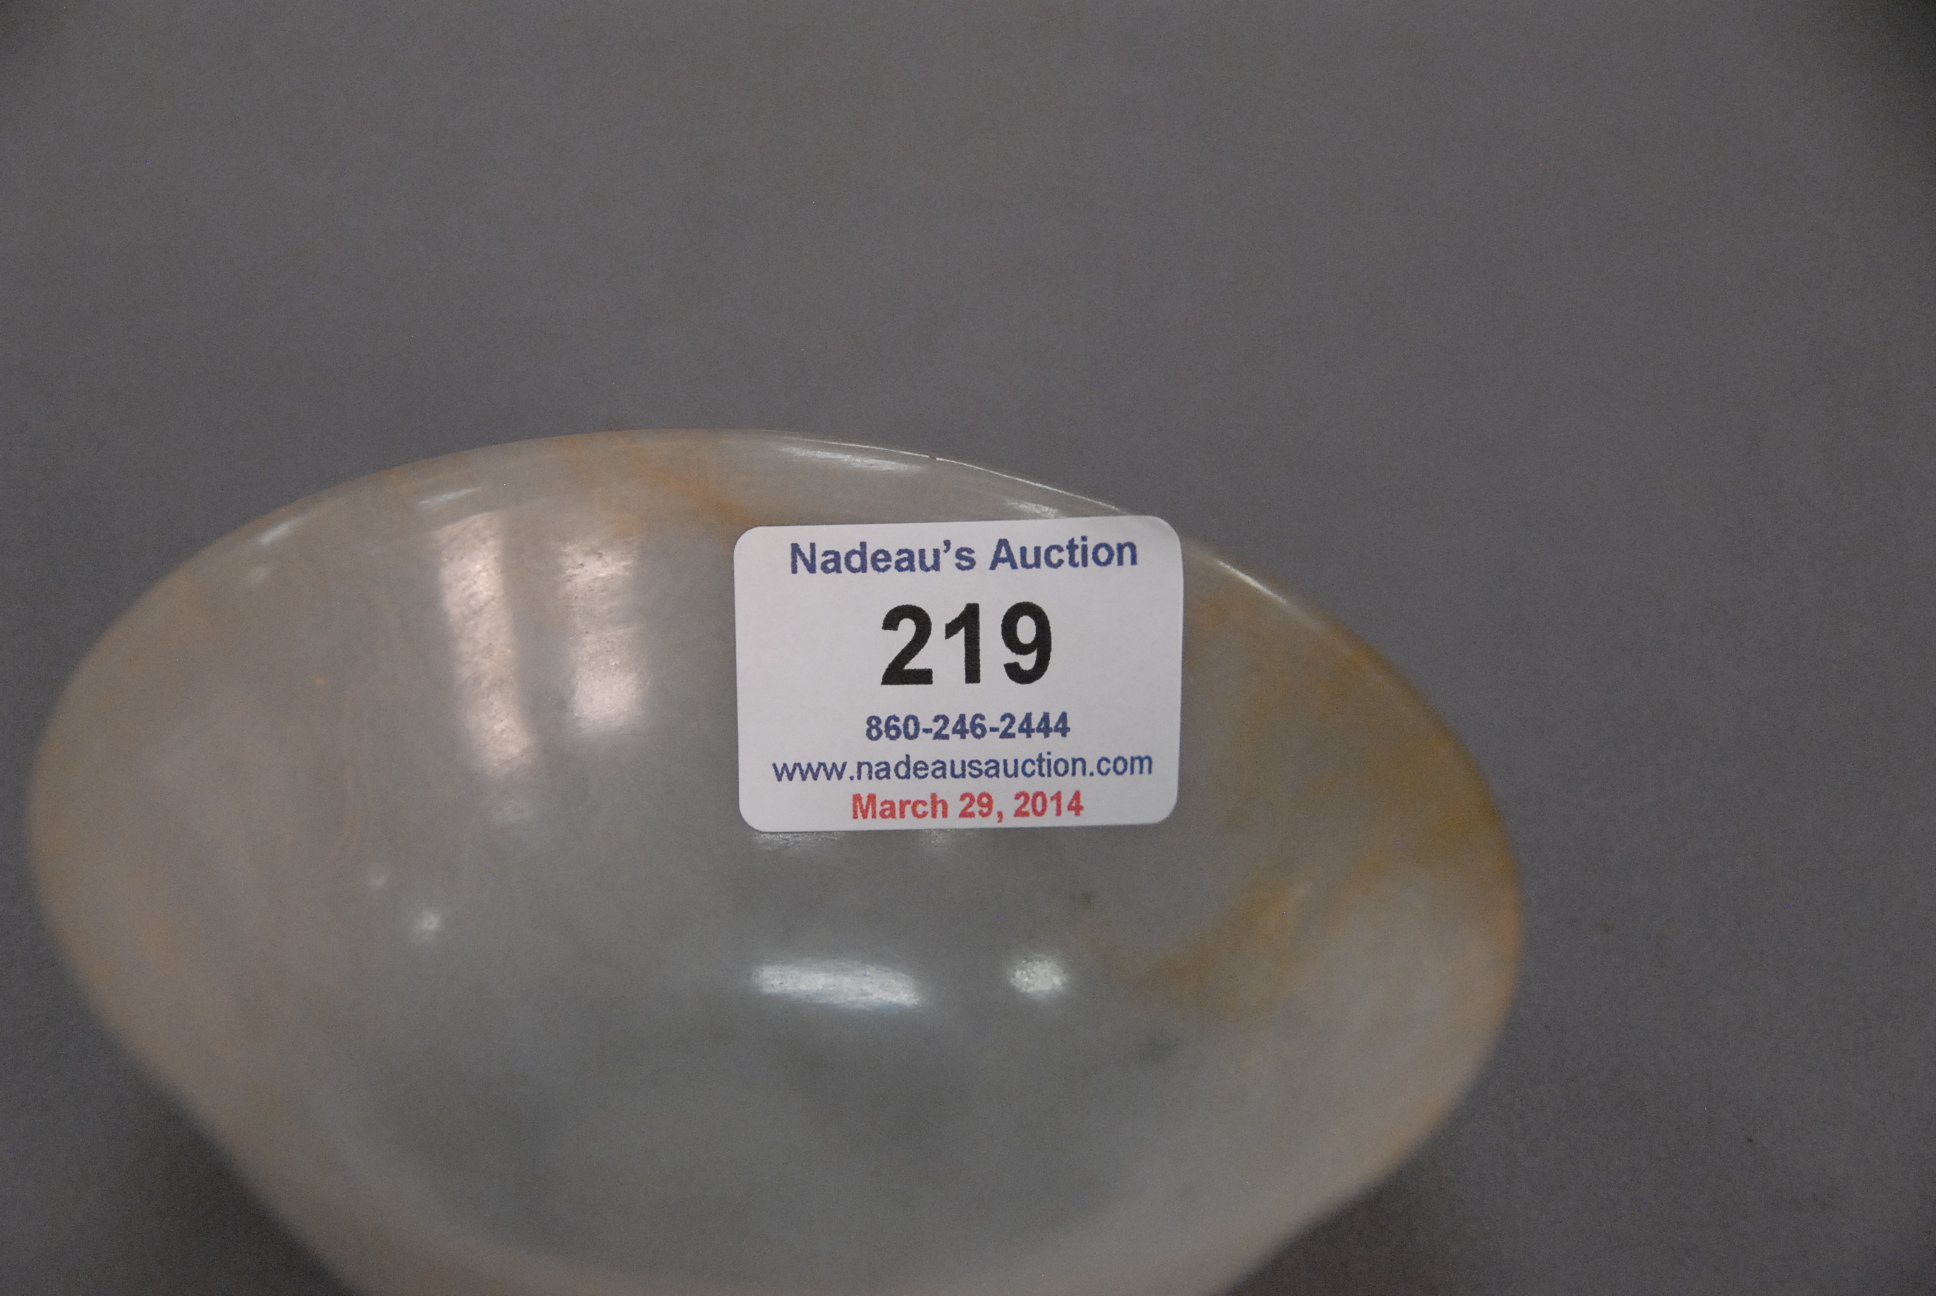 Nadeau's Auction
219
860-246-2444
www.nadeausauction.com
March 29, 2014